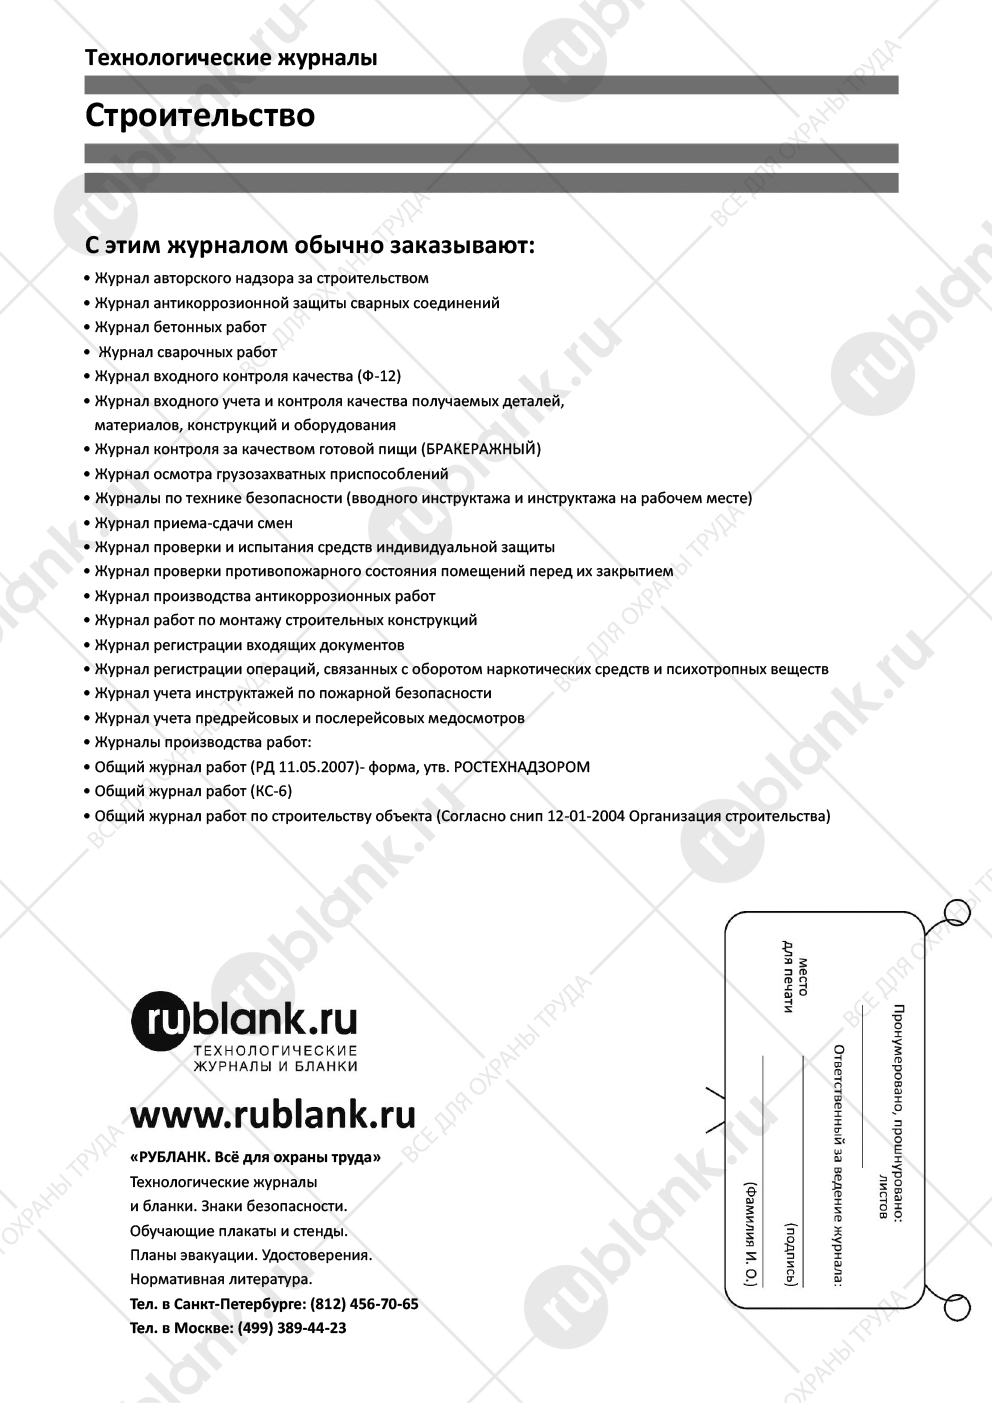 Технологические журналы
Строительство
С этим журналом обычно заказывают:
• Журнал авторского надзора за строительством
• Журнал антикоррозионной защиты сварных соединений
• Журнал бетонных работ
• Журнал сварочных работ
• Журнал входного контроля качества (Ф-12)
• Журнал входного учета и контроля качества получаемых деталей,
материалов, конструкций и оборудования
• Журнал контроля за качеством готовой пищи (БРАКЕРАЖНЫЙ)
• Журнал осмотра грузозахватных приспособлений
• Журналы по технике безопасности (вводного инструктажа и инструктажа на рабочем месте)
• Журнал приема-сдачи смен
• Журнал проверки и испытания средств индивидуальной защиты
• Журнал проверки противопожарного состояния помещений перед их закрытием
• Журнал производства антикоррозионных работ
• Журнал работ по монтажу строительных конструкций
• Журнал регистрации входящих документов
• Журнал регистрации операций, связанных с оборотом наркотических средств и психотропных веществ
• Журнал учета инструктажей по пожарной безопасности
• Журнал учета предрейсовых и послерейсовых медосмотров
• Журналы производства работ:
• Общий журнал работ (РД 11.05.2007)- форма, утв. РОСТЕХНАДЗОРОМ
• Общий журнал работ (КС-6)
• Общий журнал работ по строительству объекта (Согласно снип 12-01-2004 Организация строительства)
rublank.ru
ТЕХНОЛОГИЧЕСКИЕ
ЖУРНАЛЫ И БЛАНКИ
www.rublank.ru
«РУБЛАНК. Всё для охраны труда»
Технологические журналы
и бланки. Знаки безопасности.
Обучающие плакаты и стенды.
Планы эвакуации. Удостоверения.
Нормативная литература.
Тел. в Санкт-Петербурге: (812) 456-70-65
Тел. в Москве: (499) 389-44-23
Пронумеровано, прошнуровано:
листов
Ответственный за ведение журнала:
место
для печати
(подпись)
(Фамилия И. О.)
rublank.ru
ВСЕ ДЛЯ ОХРАНЫ ТРУДА